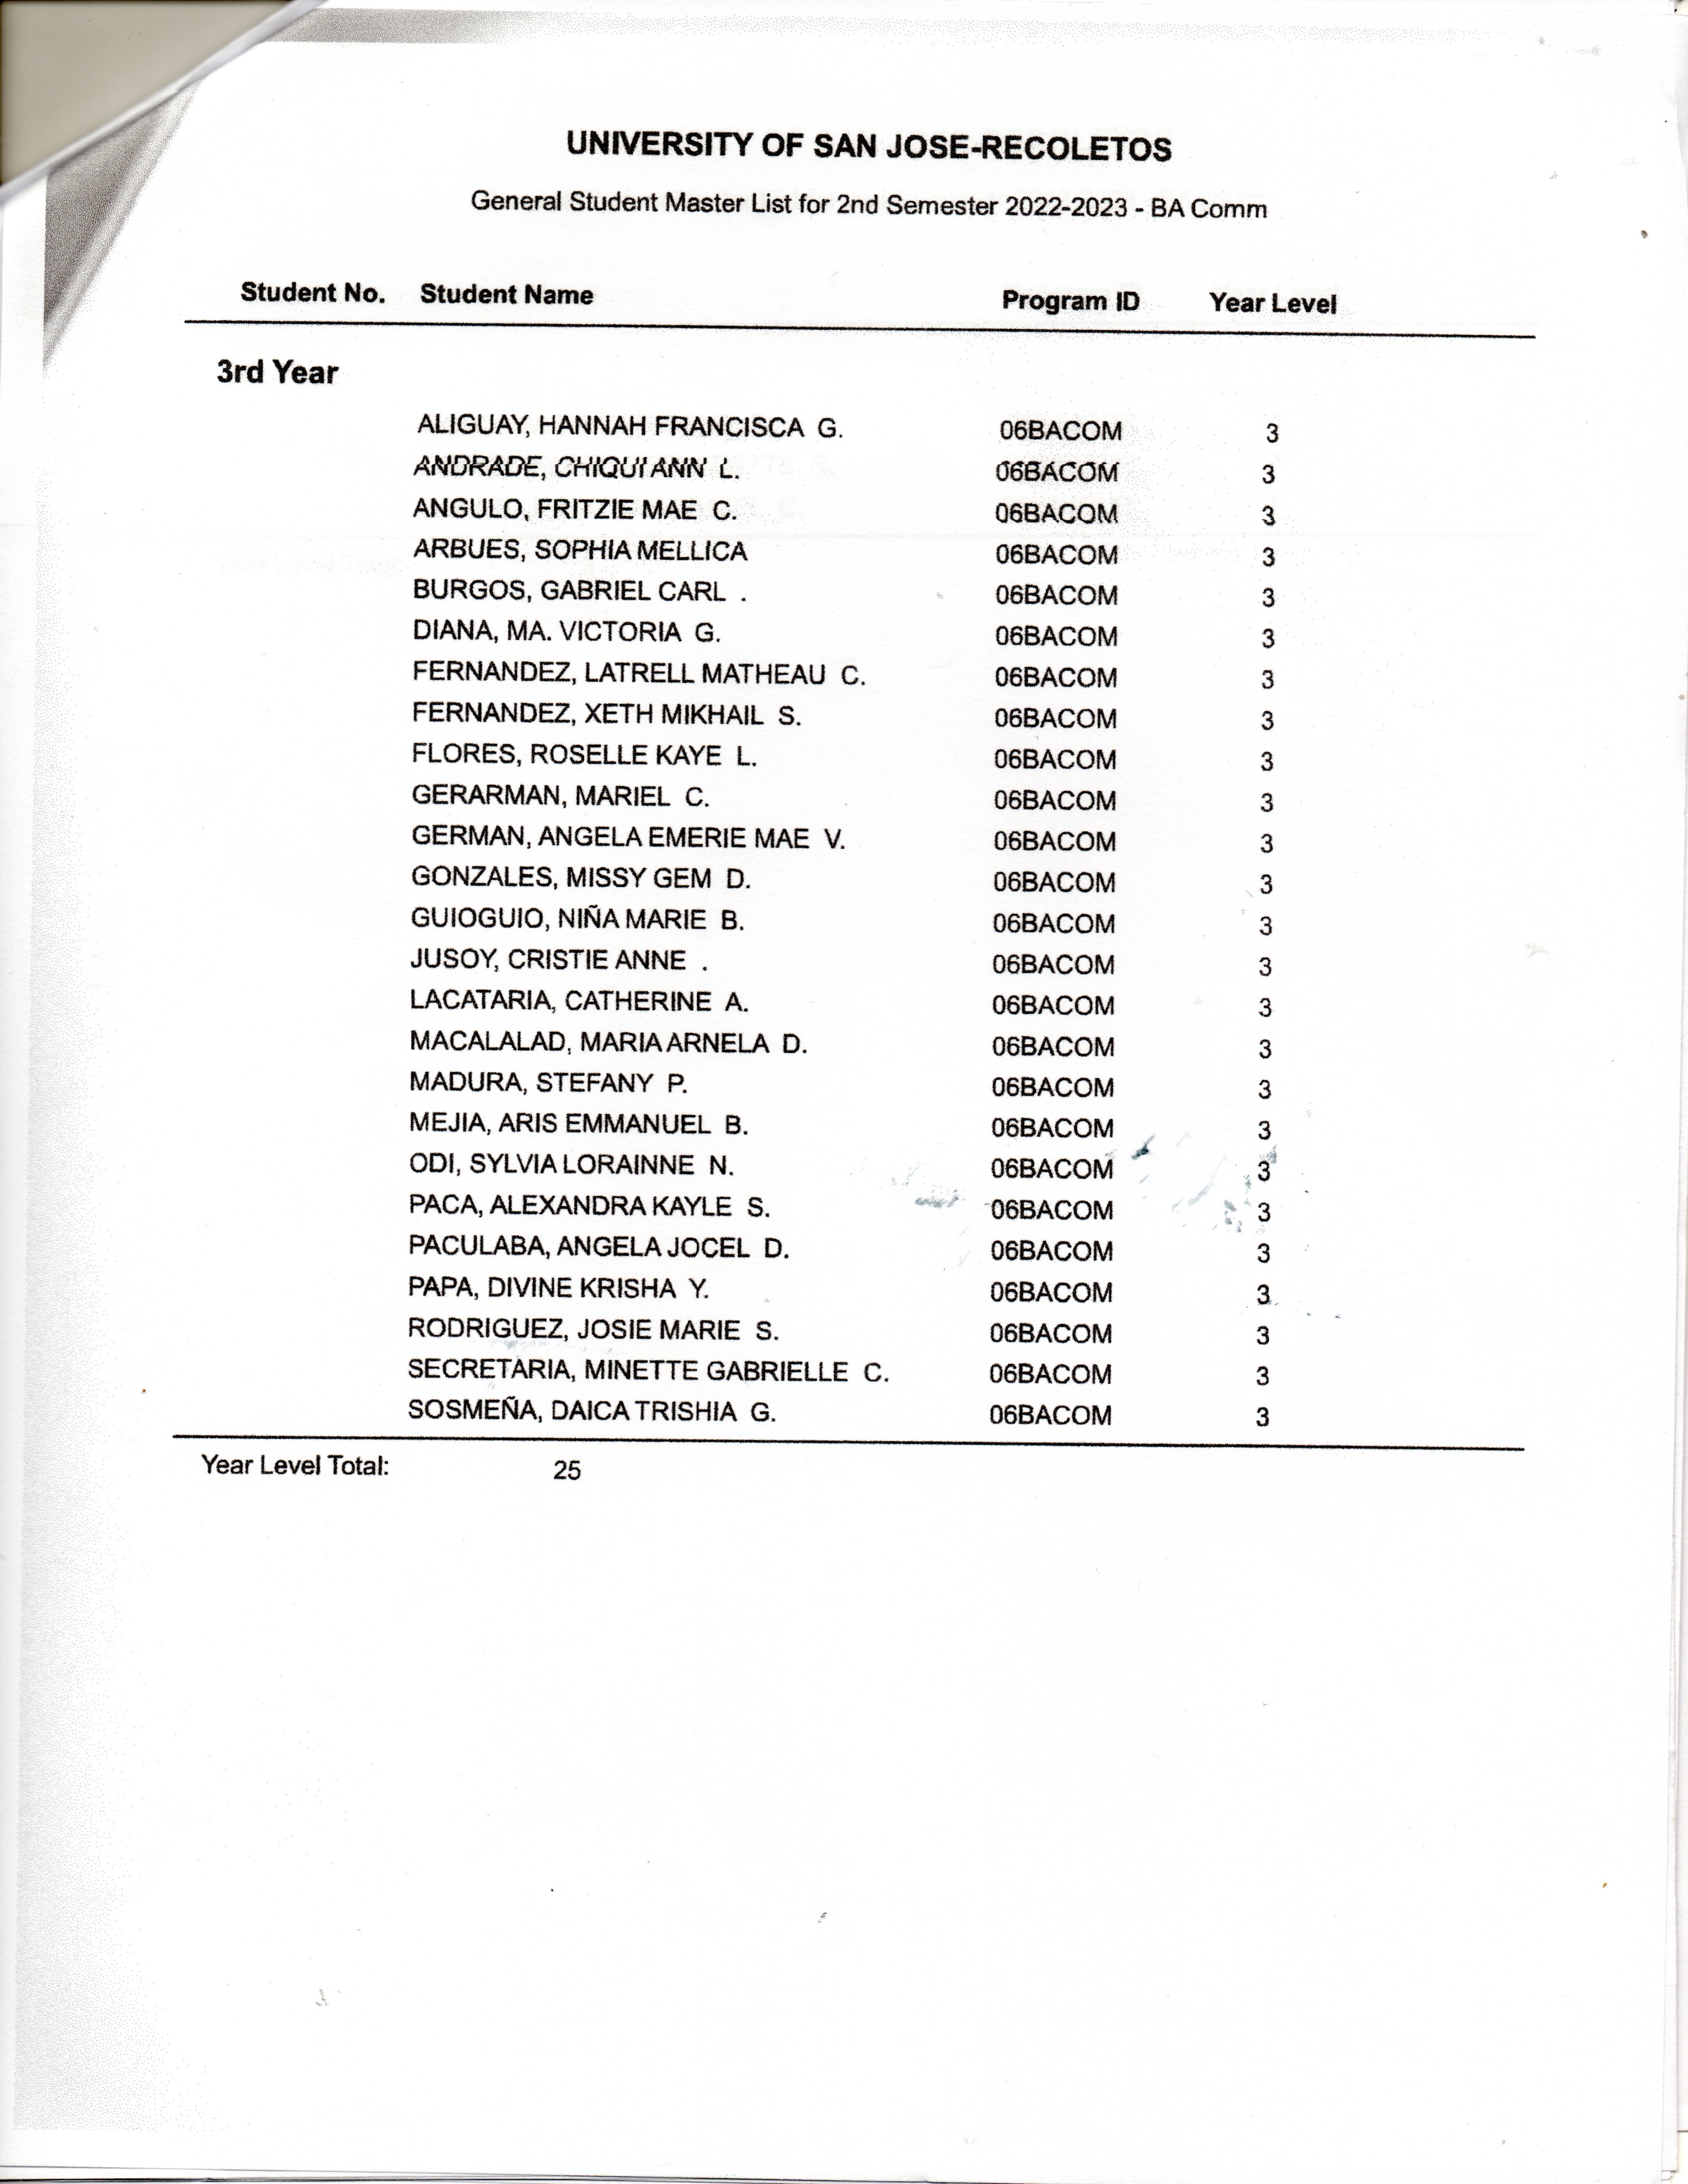 UNIVERSITY OF SAN JOSE-RECOLETOS
General Student Master List for 2nd Semester 2022-2023 - BA Comm
Student No. Student Name Program ID Year Level
3rd Year
ALIGUAY, HANNAH FRANCISCA G. 06BACOM 3
ANDRADE, CHIQUI ANN L. 06BACOM 3
ANGULO, FRITZIE MAE C. 06BACOM 3
ARBUES, SOPHIA MELLICA 06BACOM 3
BURGOS, GABRIEL CARL . 06BACOM 3
DIANA, MA. VICTORIA G. 06BACOM 3
FERNANDEZ, LATRELL MATHEAU C. 06BACOM 3
FERNANDEZ, XETH MIKHAIL S. 06BACOM 3
FLORES, ROSELLE KAYE L. 06BACOM 3
GERARMAN, MARIEL C. 06BACOM 3
GERMAN, ANGELA EMERIE MAE V. 06BACOM 3
GONZALES, MISSY GEM D. 06BACOM 3
GUIOGUIO, NIÑA MARIE B. 06BACOM 3
JUSOY, CRISTIE ANNE . 06BACOM 3
LACATARIA, CATHERINE A. 06BACOM 3
MACALALAD, MARIA ARNELA D. 06BACOM 3
MADURA, STEFANY P. 06BACOM 3
MEJIA, ARIS EMMANUEL B. 06BACOM 3
ODI, SYLVIA LORAINNE N. 06BACOM 3
PACA, ALEXANDRA KAYLE S. 06BACOM 3
PACULABA, ANGELA JOCEL D. 06BACOM 3
PAPA, DIVINE KRISHA Y. 06BACOM 3
RODRIGUEZ, JOSIE MARIE S. 06BACOM 3
SECRETARIA, MINETTE GABRIELLE C. 06BACOM 3
SOSMEÑA, DAICA TRISHIA G. 06BACOM 3
Year Level Total: 25